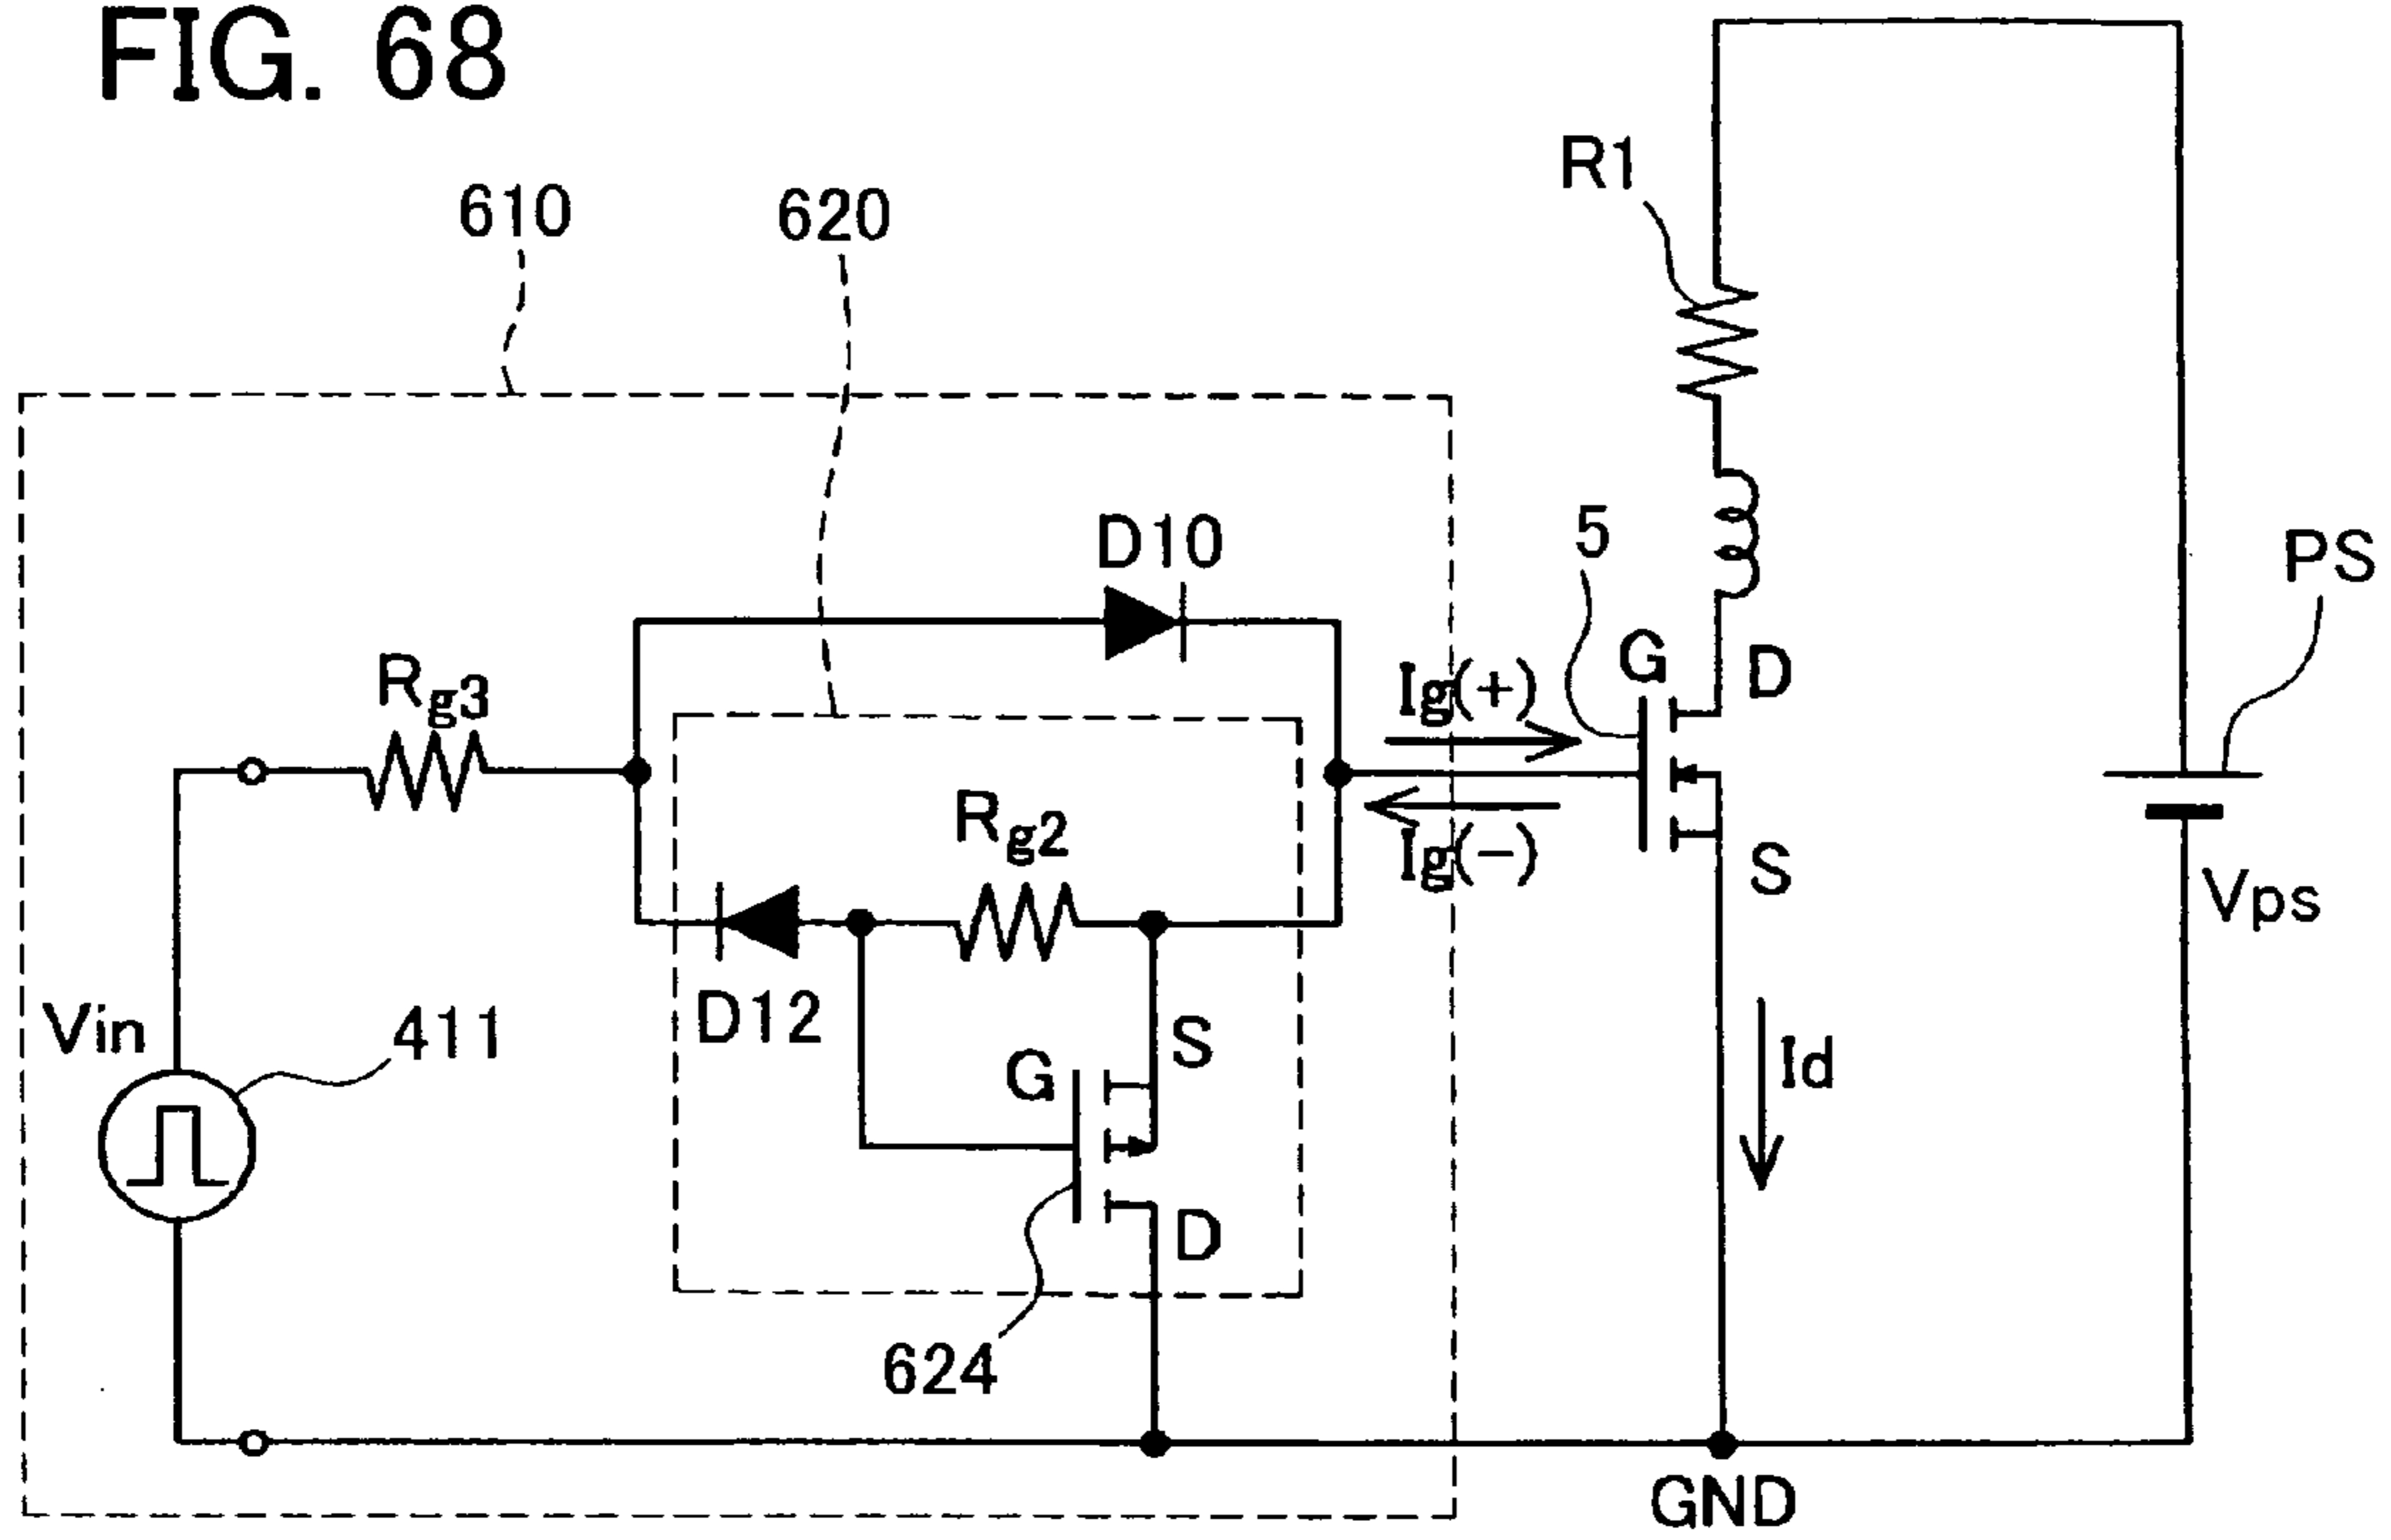 FIG. 68
610
620
R1
D10
5
PS
Rg3
Ig(+)
G
D
Rg2
Ig(−)
S
Vps
D12
Vin
411
G
S
Id
D
624
GND